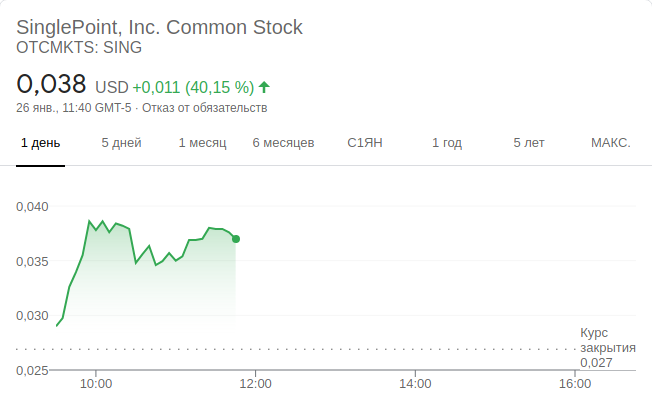 SinglePoint, Inc. Common Stock
OTCMKTS: SING
0,038 USD +0,011 (40,15 %)
26 янв., 11:40 GMT-5 · Отказ от обязательств
1 день 5 дней 1 месяц 6 месяцев С1ЯН 1 год 5 лет МАКС.
0,040
0,035
0,030
Курс
закрытия
0,027
0,025
10:00 12:00 14:00 16:00